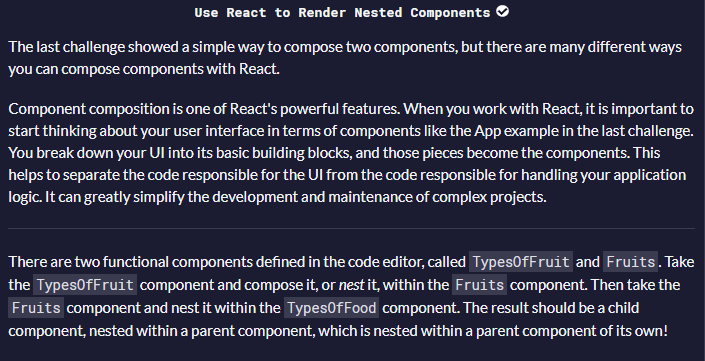 Use React to Render Nested Components
The last challenge showed a simple way to compose two components, but there are many different ways
you can compose components with React.
Component composition is one of React's powerful features. When you work with React, it is important to
start thinking about your user interface in terms of components like the App example in the last challenge.
You break down your UI into its basic building blocks, and those pieces become the components. This
helps to separate the code responsible for the UI from the code responsible for handling your application
logic. It can greatly simplify the development and maintenance of complex projects.
There are two functional components defined in the code editor, called TypesOfFruit and Fruits. Take
the TypesOfFruit component and compose it, or nest it, within the Fruits component. Then take the
Fruits component and nest it within the TypesOfFood component. The result should be a child
component, nested within a parent component, which is nested within a parent component of its own!